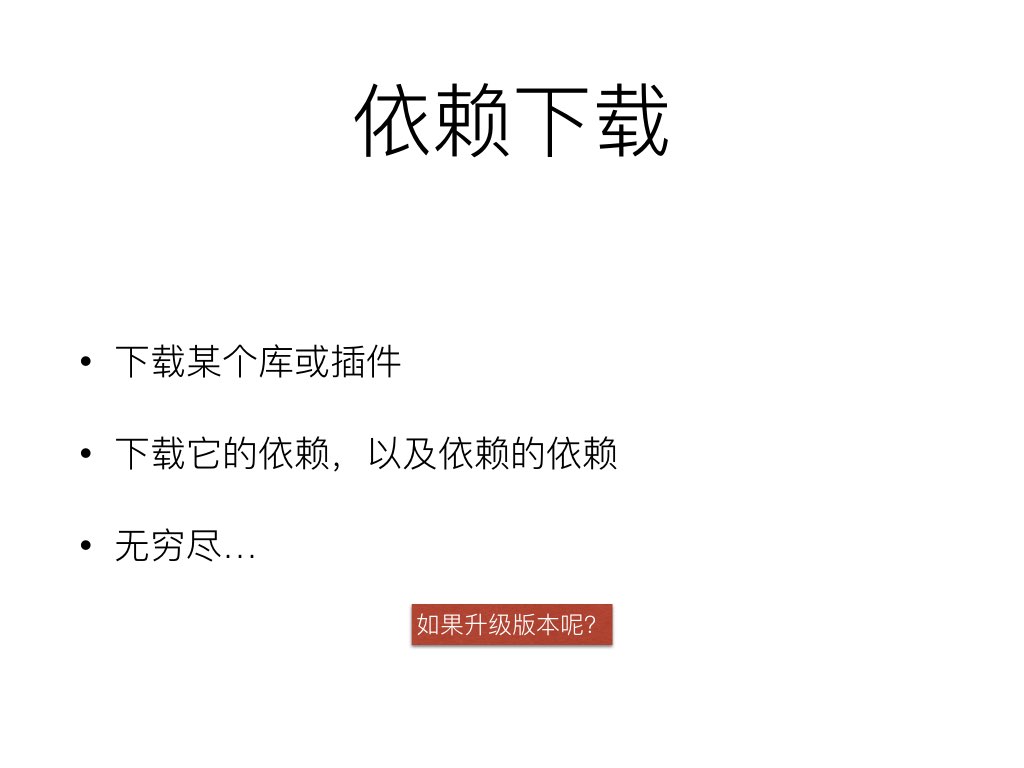 依赖下载
• 下载某个库或插件
• 下载它的依赖，以及依赖的依赖
• 无穷尽…
如果升级版本呢？